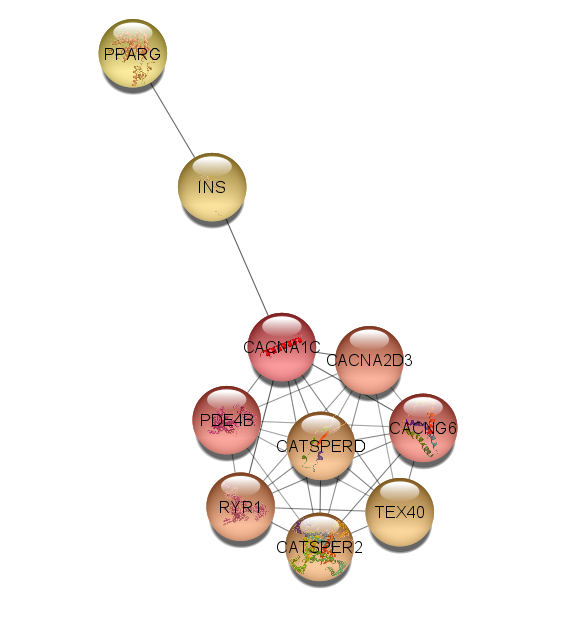 PPARG
INS
CACNA1C
CACNA2D3
PDE4B
CACNG6
CATSPERD
RYR1
TEX40
CATSPER2